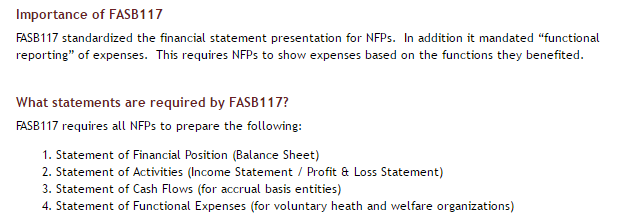 Importance of FASB117
FASB117 standardized the financial statement presentation for NFPs. In addition it mandated “functional
reporting” of expenses. This requires NFPs to show expenses based on the functions they benefited.
What statements are required by FASB117?
FASB117 requires all NFPs to prepare the following:
1. Statement of Financial Position (Balance Sheet)
2. Statement of Activities (Income Statement / Profit & Loss Statement)
3. Statement of Cash Flows (for accrual basis entities)
4. Statement of Functional Expenses (for voluntary heath and welfare organizations)